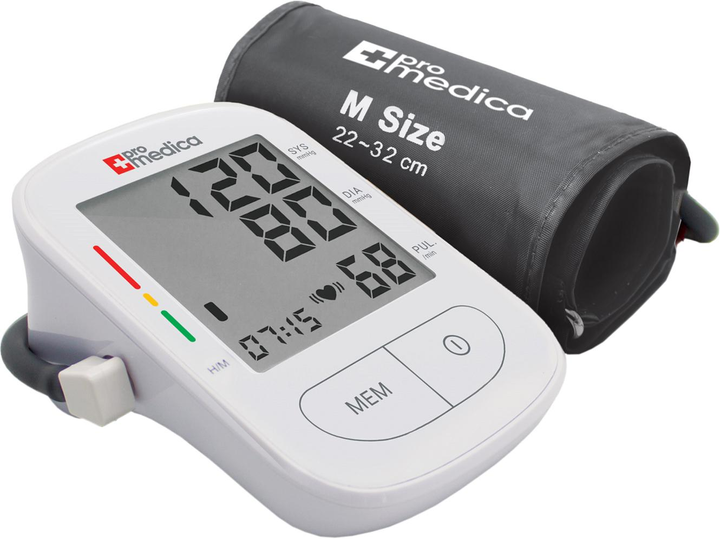 pro
medica
M Size
22~32 cm
pro
medica
120
SYS
mmHg
80
DIA
mmHg
68
PUL.
/min
07:15
H/M
MEM